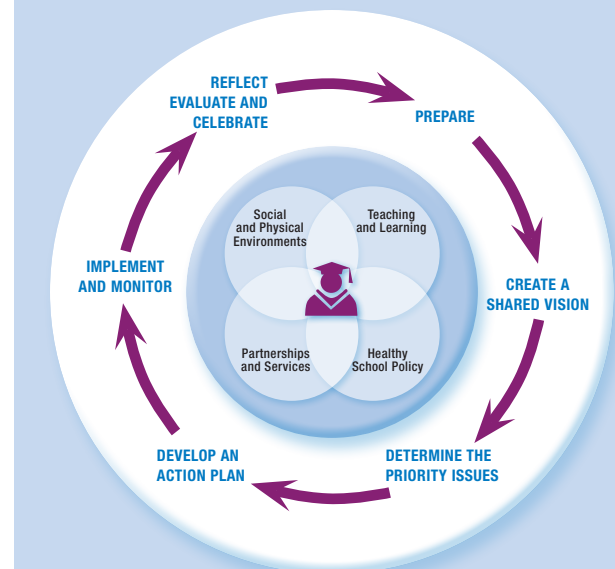 REFLECT
EVALUATE AND
CELEBRATE
PREPARE
CREATE A
SHARED VISION
DETERMINE THE
PRIORITY ISSUES
DEVELOP AN
ACTION PLAN
IMPLEMENT
AND MONITOR
Social
and Physical
Environments
Teaching
and Learning
Partnerships
and Services
Healthy
School Policy